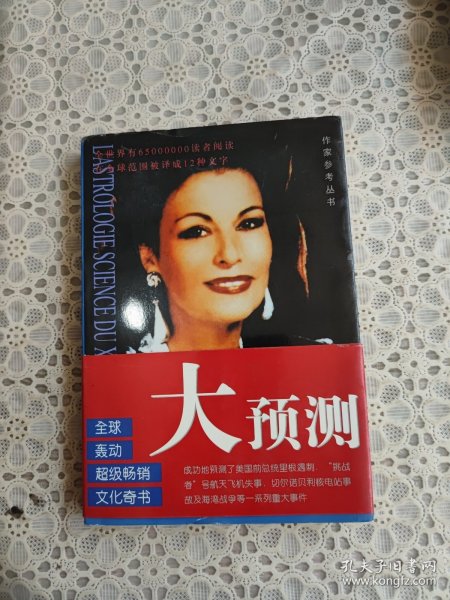 全世界有65000000读者阅读
球范围被译成12种文字
作家参考丛书
L'ASTROLOGIE SCIENCE DU X
大预测
全球
轰动
超级畅销
文化奇书
成功地预测了美国前总统里根遇刺、“挑战
者”号航天飞机失事、切尔诺贝利核电站事
故及海湾战争等一系列重大事件
孔夫子旧书网
www.kongfz.com